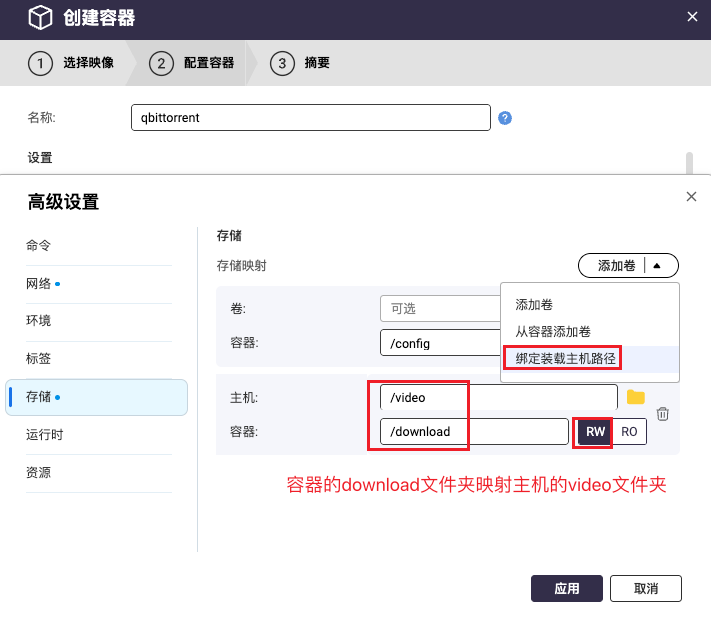 创建容器
1 选择映像 2 配置容器 3 摘要
名称: qbittorrent ?
设置
高级设置
命令
网络
环境
标签
存储
运行时
资源
存储
存储映射 添加卷
添加卷
从容器添加卷
绑定装载主机路径
卷: 可选
容器: /config
主机: /video
容器: /download RW RO
容器的download文件夹映射主机的video文件夹
应用 取消